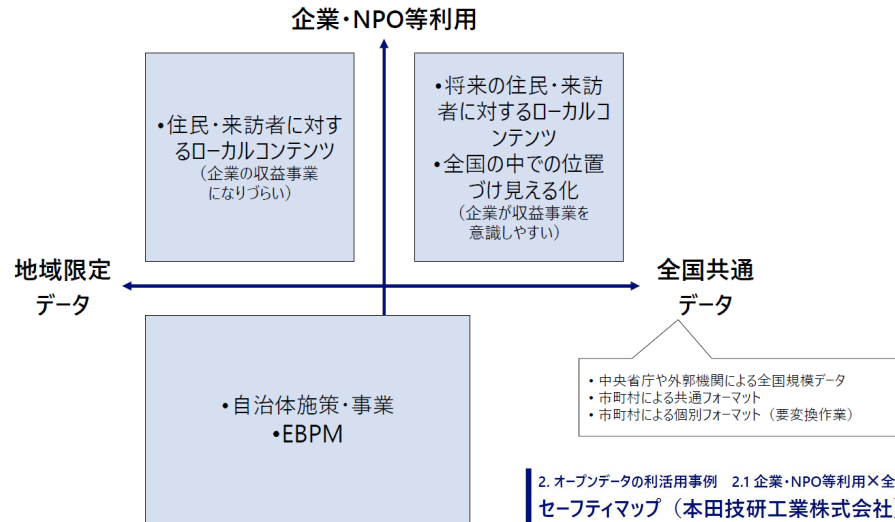 企業・NPO等利用
•住民・来訪者に対す
るローカルコンテンツ
（企業の収益事業
になりづらい）
•将来の住民・来訪
者に対するローカルコ
ンテンツ
•全国の中での位置
づけ見える化
（企業が収益事業を
意識しやすい）
地域限定
データ
全国共通
データ
• 中央省庁や外郭機関による全国規模データ
• 市町村による共通フォーマット
• 市町村による個別フォーマット（要変換作業）
•自治体施策・事業
•EBPM
2. オープンデータの利活用事例　2.1 企業・NPO等利用×全
セーフティマップ（本田技研工業株式会社